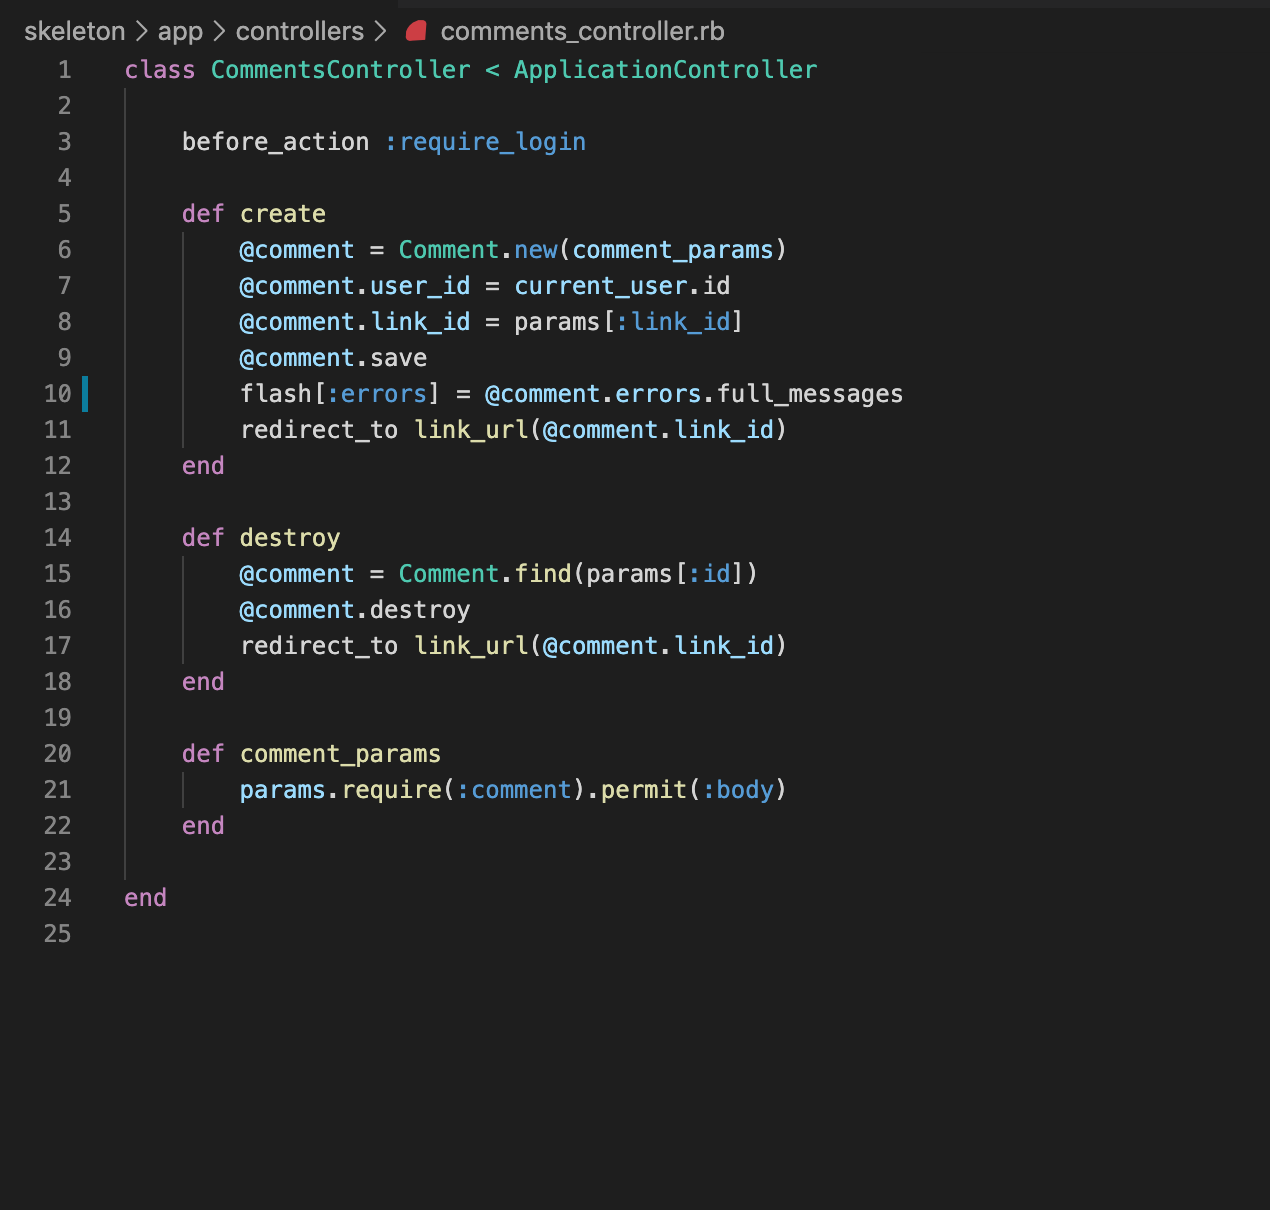 skeleton > app > controllers > comments_controller.rb
1 class CommentsController < ApplicationController
2
3     before_action :require_login
4
5     def create
6         @comment = Comment.new(comment_params)
7         @comment.user_id = current_user.id
8         @comment.link_id = params[:link_id]
9         @comment.save
10         flash[:errors] = @comment.errors.full_messages
11         redirect_to link_url(@comment.link_id)
12     end
13
14     def destroy
15         @comment = Comment.find(params[:id])
16         @comment.destroy
17         redirect_to link_url(@comment.link_id)
18     end
19
20     def comment_params
21         params.require(:comment).permit(:body)
22     end
23
24 end
25